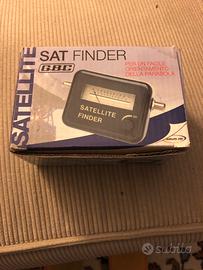 SATELLITE
SAT FINDER
GBC
PER UN FACILE
ORIENTAMENTO
DELLA PARABOLA
SATELLITE
FINDER
subito